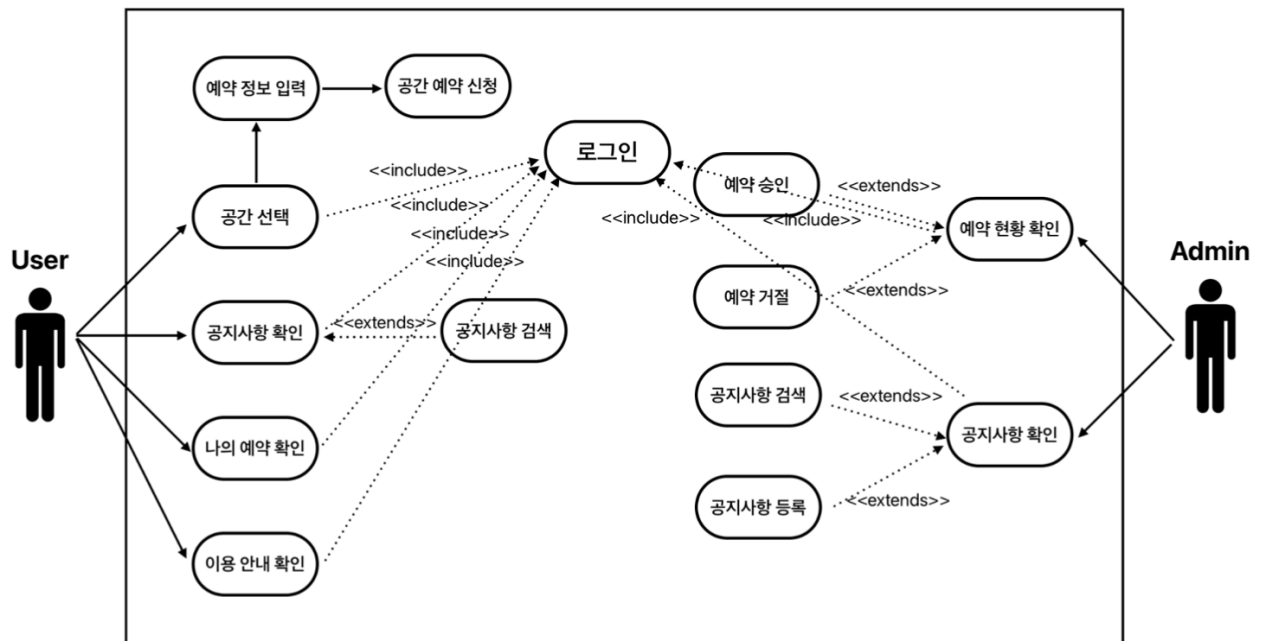 예약 정보 입력
공간 예약 신청
로그인
예약 승인
<<include>>
<<extends>>
공간 선택
<<include>>
<<include>>
<<include>>
예약 현황 확인
<<include>>
User
Admin
<<include>>
예약 거절
<<extends>>
공지사항 확인
<<extends>>
공지사항 검색
공지사항 검색
<<extends>>
나의 예약 확인
공지사항 확인
공지사항 등록
<<extends>>
이용 안내 확인